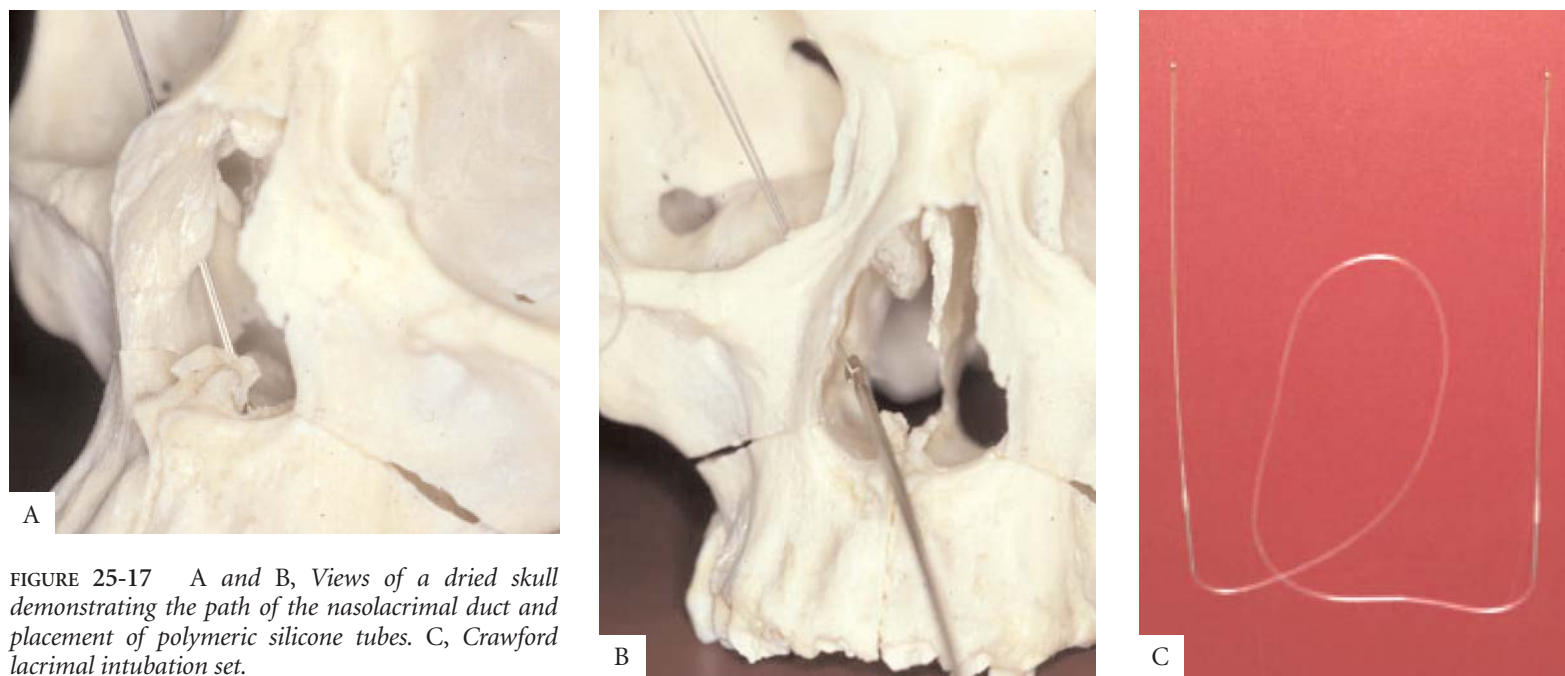 A
FIGURE 25-17 A and B, Views of a dried skull
demonstrating the path of the nasolacrimal duct and
placement of polymeric silicone tubes. C, Crawford
lacrimal intubation set.
B
C